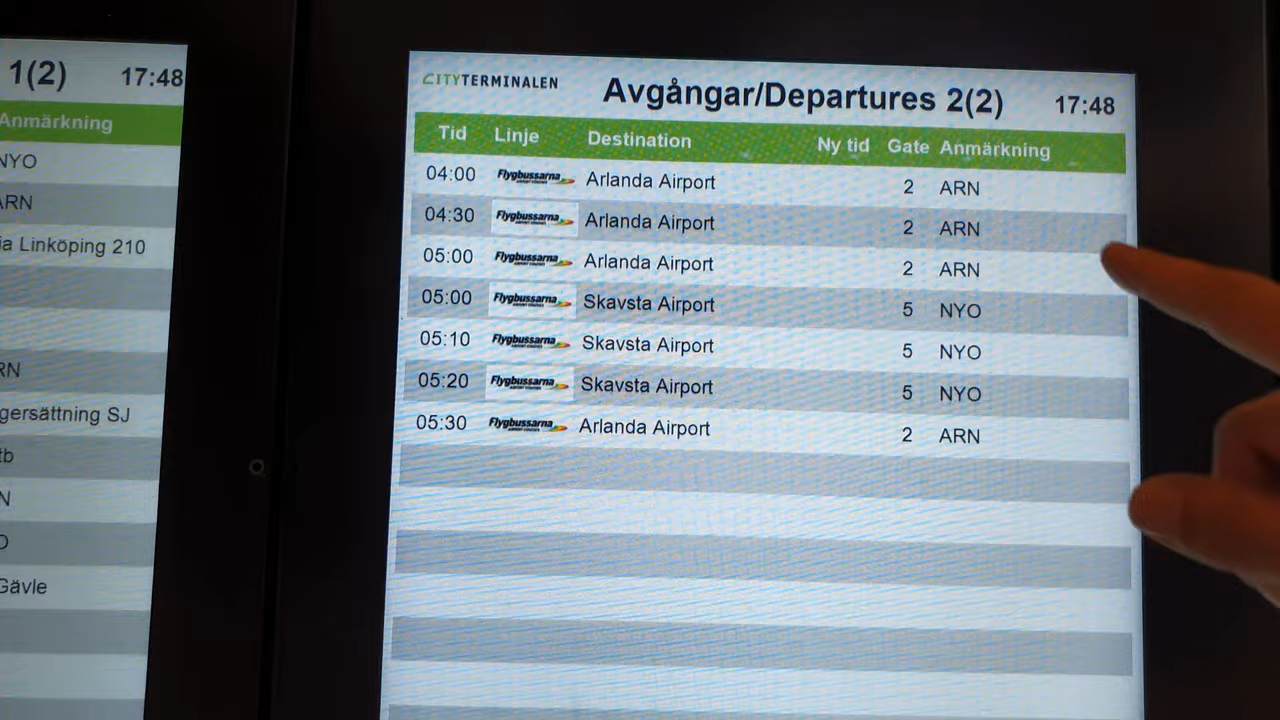 1(2) 17:48
Anmärkning
NYO
ARN
ia Linköping 210
RN
gersättning SJ
tb
N
O
Gävle
CITYTERMINALEN Avgångar/Departures 2(2) 17:48
Tid Linje Destination Ny tid Gate Anmärkning
04:00 Flygbussarna Arlanda Airport 2 ARN
04:30 Flygbussarna Arlanda Airport 2 ARN
05:00 Flygbussarna Arlanda Airport 2 ARN
05:00 Flygbussarna Skavsta Airport 5 NYO
05:10 Flygbussarna Skavsta Airport 5 NYO
05:20 Flygbussarna Skavsta Airport 5 NYO
05:30 Flygbussarna Arlanda Airport 2 ARN